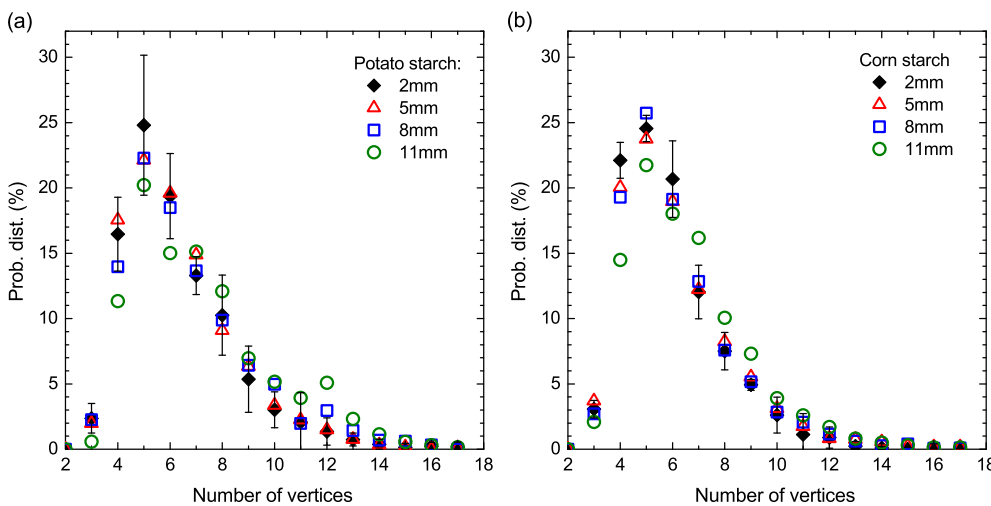 (a)
Potato starch:
2mm
5mm
8mm
11mm
30
25
20
15
10
5
0
2 4 6 8 10 12 14 16 18
Number of vertices
Prob. dist. (%)
(b)
Corn starch
2mm
5mm
8mm
11mm
30
25
20
15
10
5
0
2 4 6 8 10 12 14 16 18
Number of vertices
Prob. dist. (%)